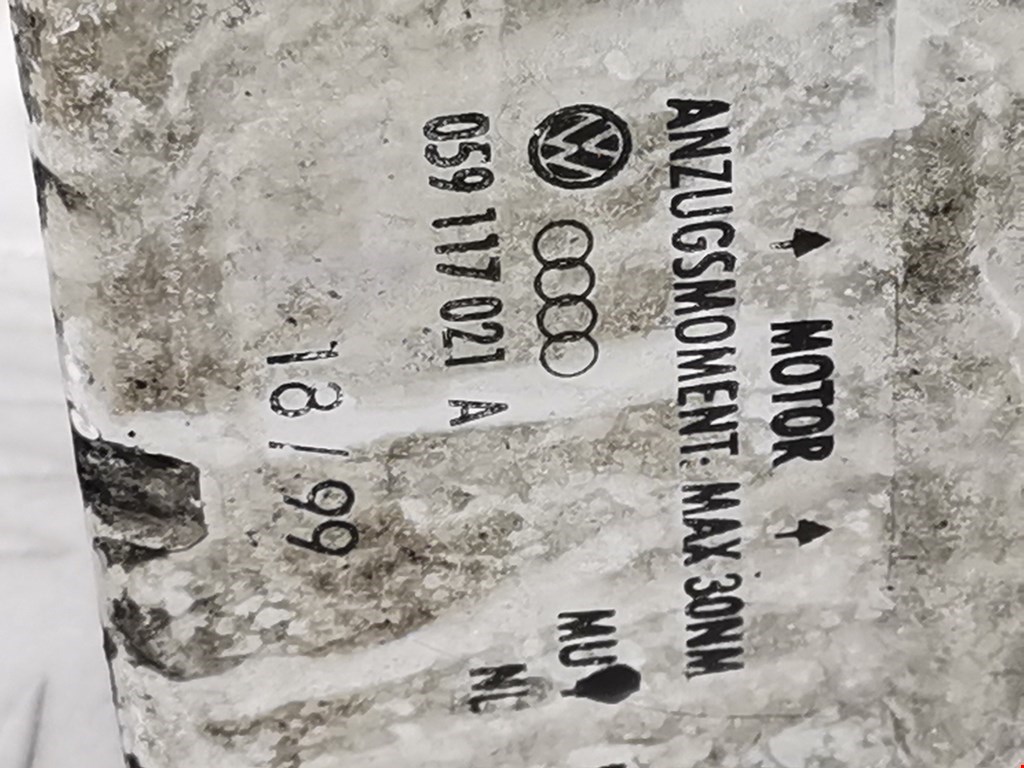 MOTOR
ANZUGSMOMENT: MAX 30NM
059 117 021 A
18/99